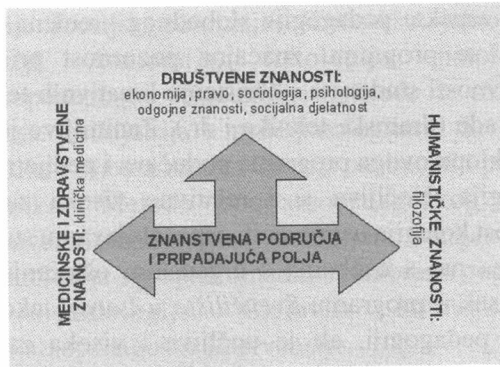 DRUŠTVENE ZNANOSTI:
ekonomija, pravo, sociologija, psihologija,
odgojne znanosti, socijalna djelatnost
MEDICINSKE I ZDRAVSTVENE
ZNANOSTI: klinička medicina
HUMANISTIČKE ZNANOSTI:
filozofija
ZNANSTVENA PODRUČJA
I PRIPADAJUĆA POLJA